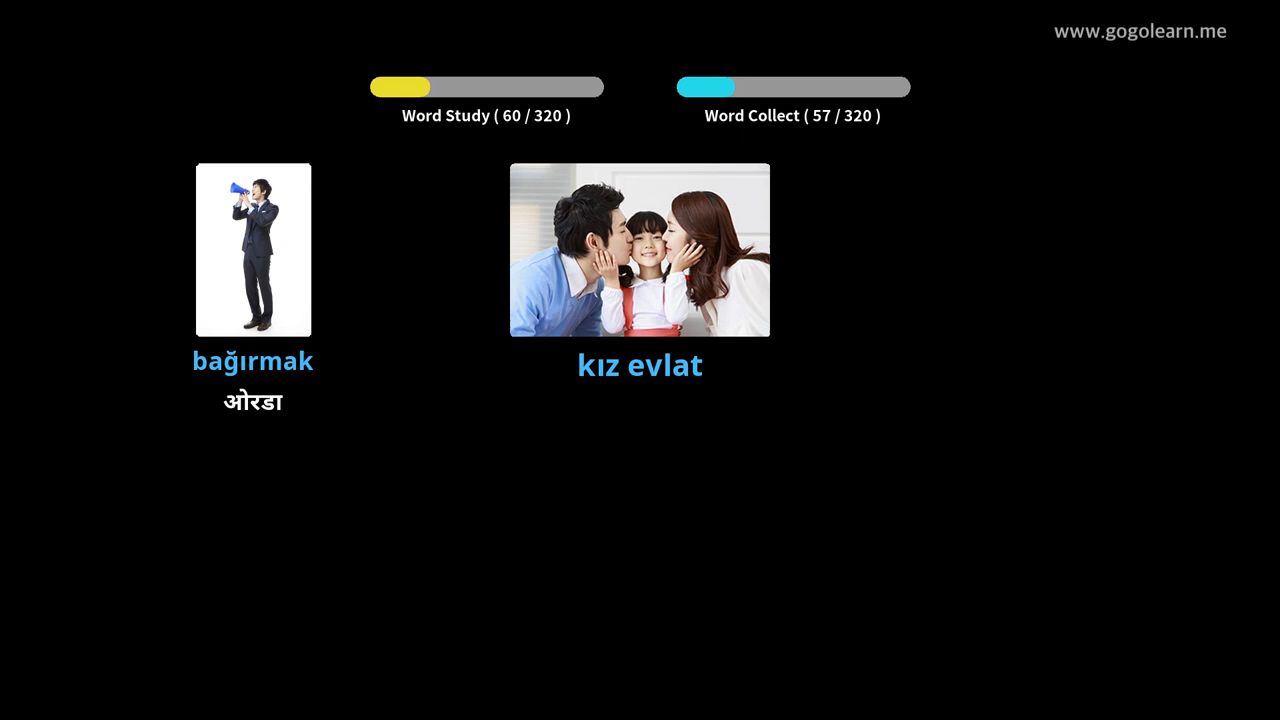 www.gogolearn.me
Word Study ( 60 / 320 )
Word Collect ( 57 / 320 )
bağırmak
ओरडा
kız evlat